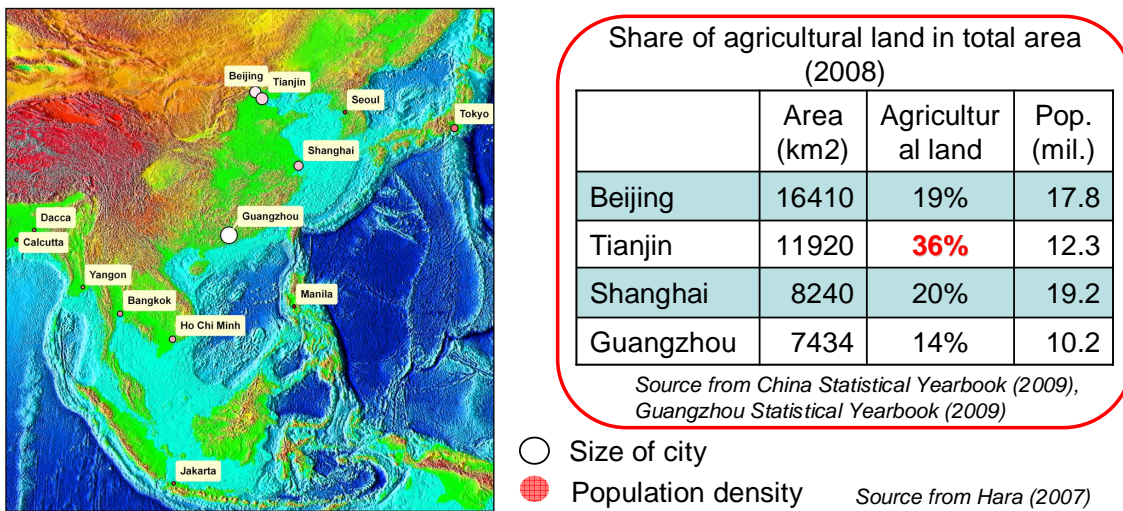 Beijing
Tianjin
Seoul
Tokyo
Shanghai
Guangzhou
Dacca
Calcutta
Yangon
Bangkok
Manila
Ho Chi Minh
Jakarta
Share of agricultural land in total area
(2008)
Area Agricultur Pop.
(km2) al land (mil.)
Beijing 16410 19% 17.8
Tianjin 11920 36% 12.3
Shanghai 8240 20% 19.2
Guangzhou 7434 14% 10.2
Source from China Statistical Yearbook (2009),
Guangzhou Statistical Yearbook (2009)
Size of city
Population density Source from Hara (2007)